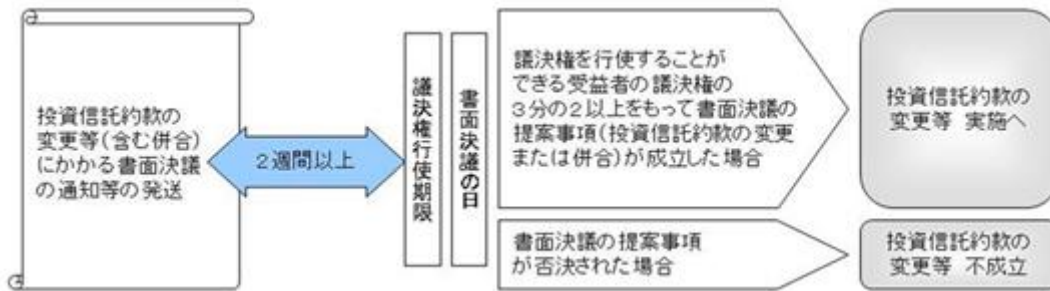 投資信託約款の
変更等(含む併合)
にかかる書面決議
の通知等の発送
２週間以上
議決権行使期限
書面決議の日
議決権を行使することが
できる受益者の議決権の
３分の２以上をもって書面決議の
提案事項(投資信託約款の変更
または併合)が成立した場合
投資信託約款の
変更等 実施へ
書面決議の提案事項
が否決された場合
投資信託約款の
変更等 不成立